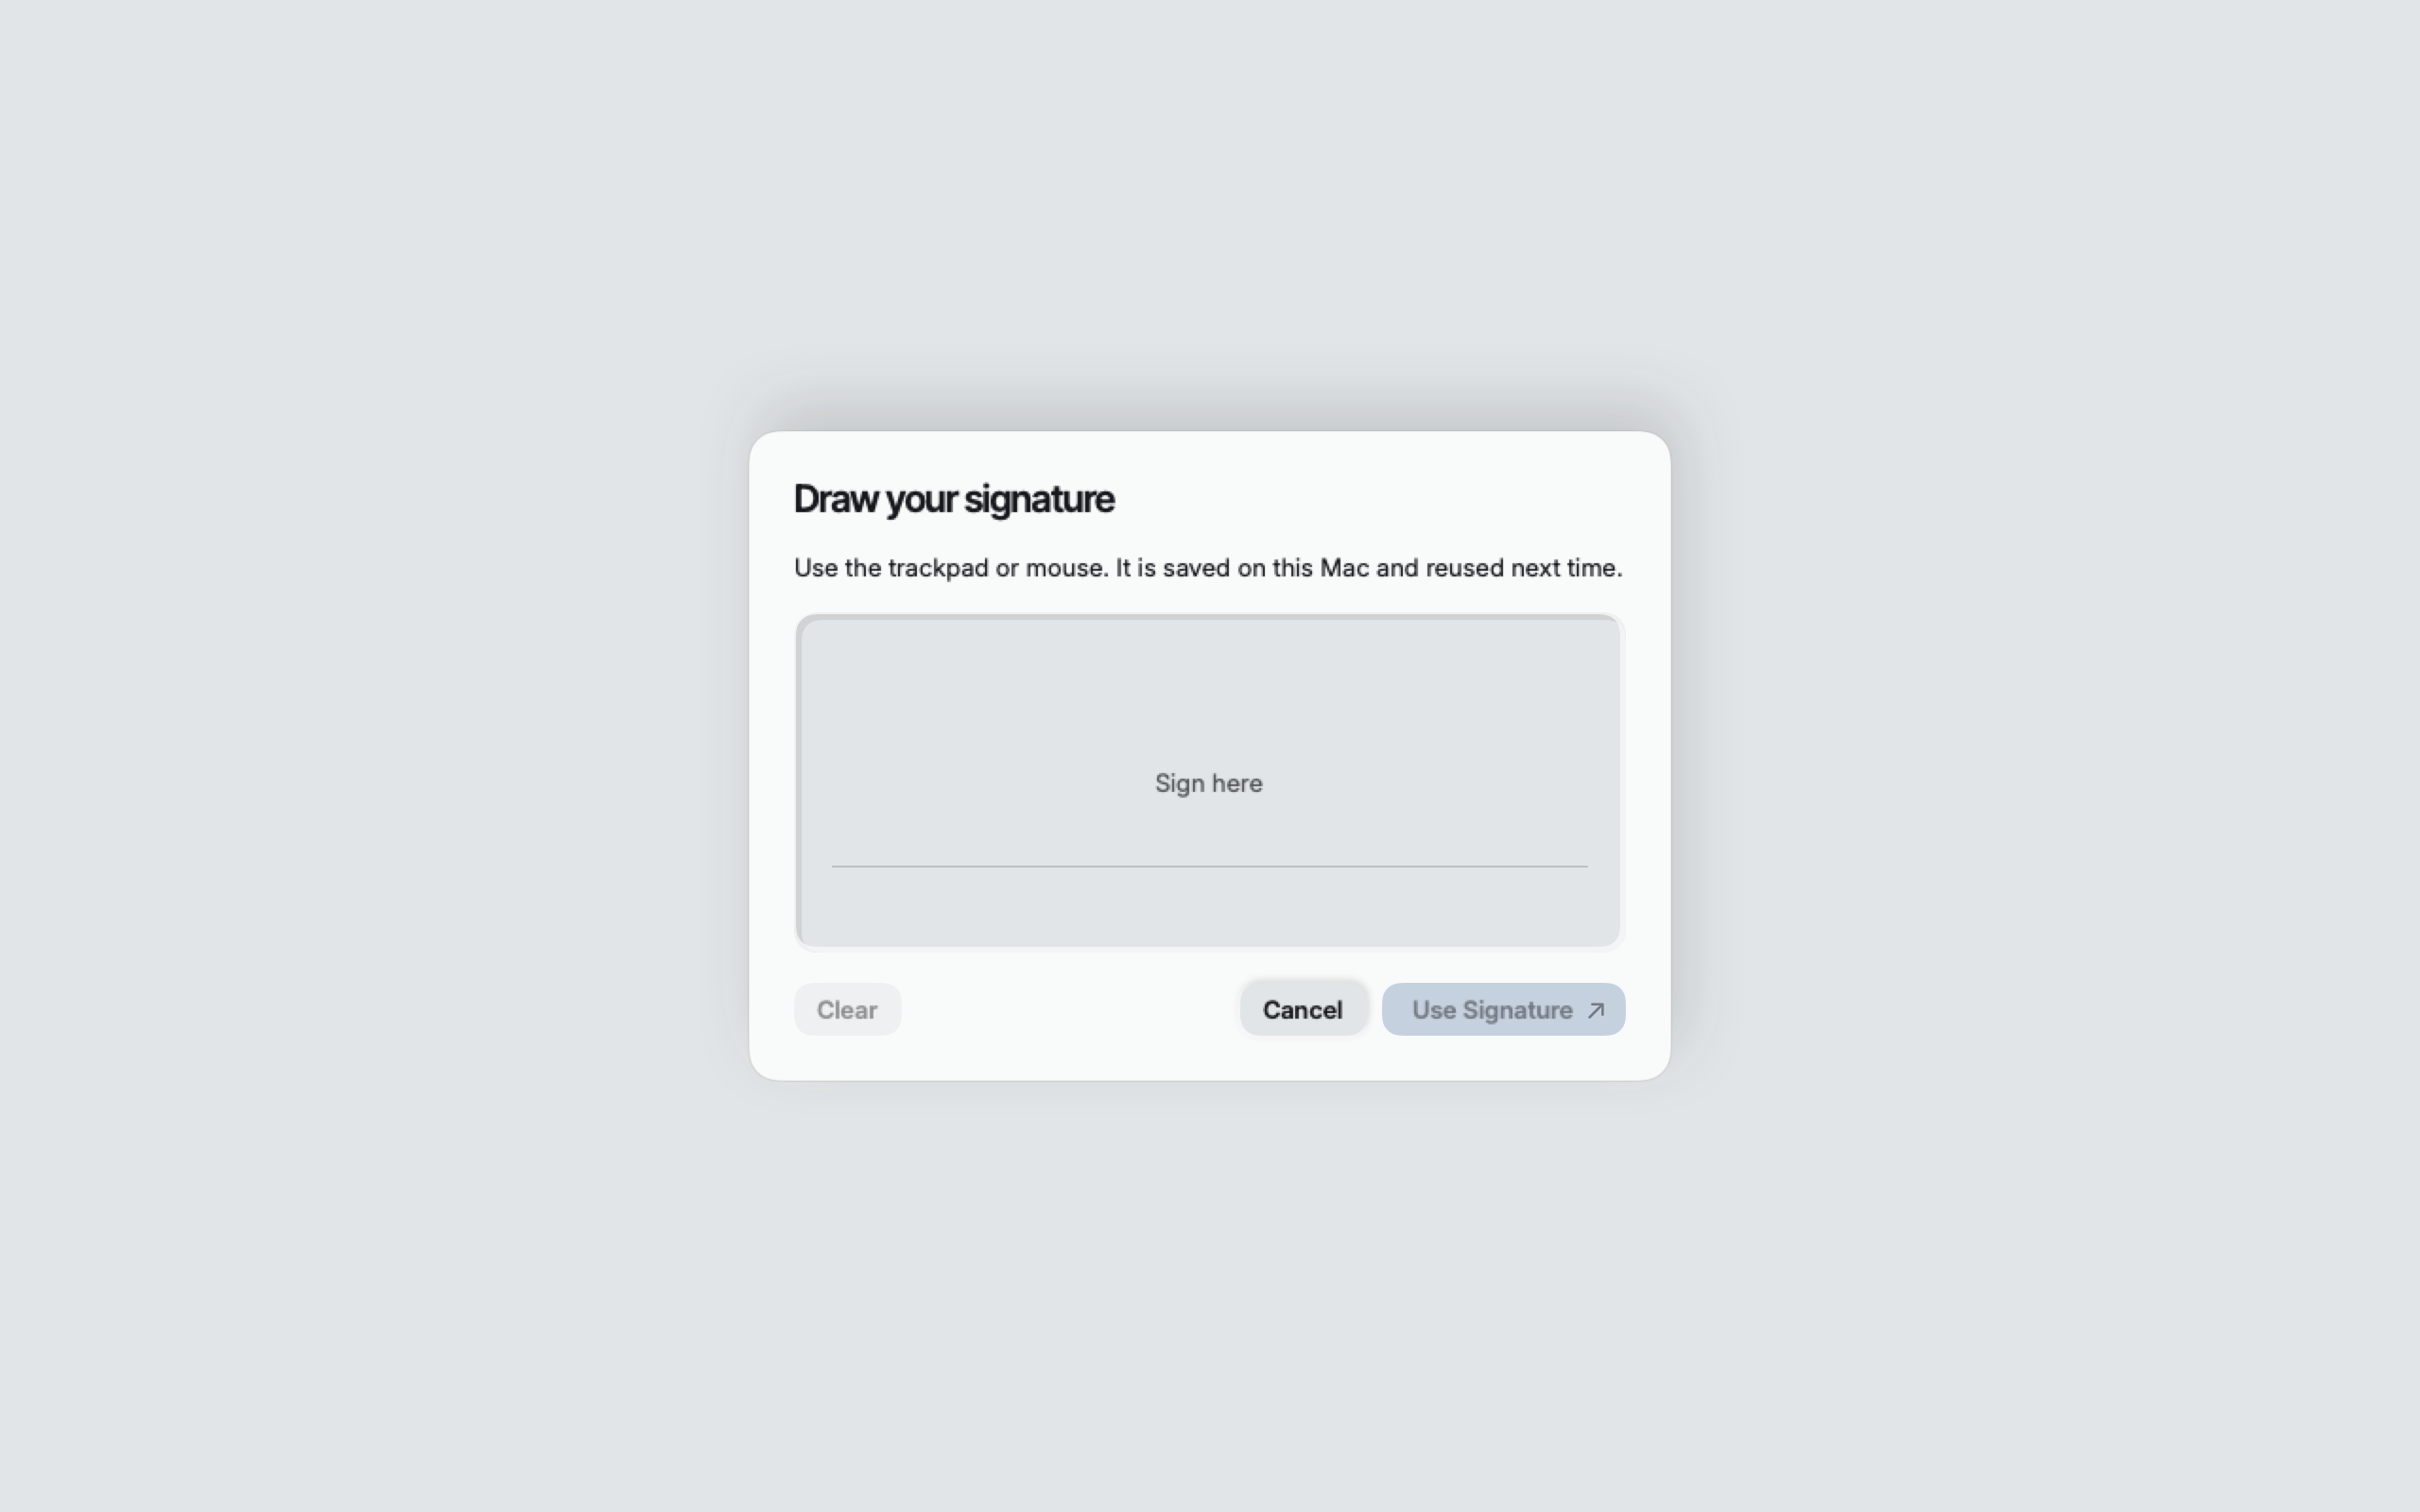 Draw your signature
Use the trackpad or mouse. It is saved on this Mac and reused next time.
Sign here
Clear
Cancel
Use Signature